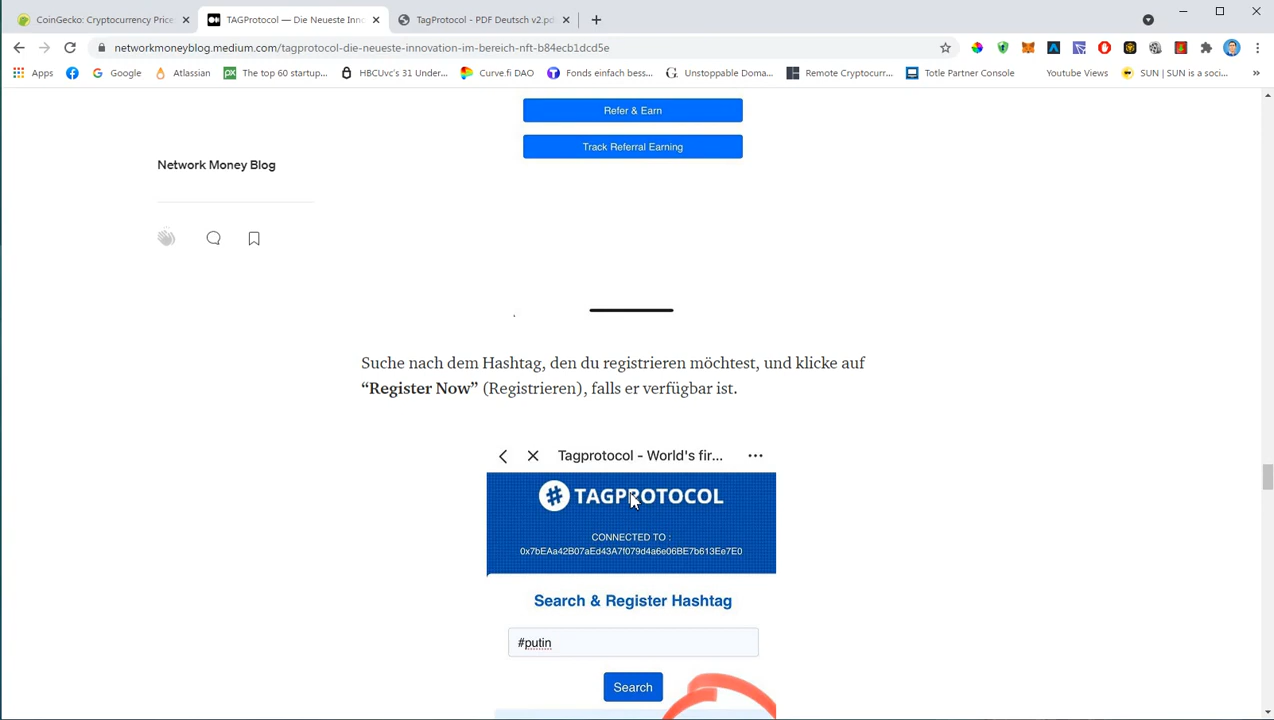 CoinGecko: Cryptocurrency Price
TAGProtocol — Die Neueste Inno
TagProtocol - PDF Deutsch v2.pd
networkmoneyblog.medium.com/tagprotocol-die-neueste-innovation-im-bereich-nft-b84ecb1dcd5e
Apps
Google
Atlassian
The top 60 startup...
HBCUvc's 31 Under...
Curve.fi DAO
Fonds einfach bess...
Unstoppable Doma...
Remote Cryptocurr...
Totle Partner Console
Youtube Views
SUN | SUN is a soci...
»
Refer & Earn
Track Referral Earning
Network Money Blog
Suche nach dem Hashtag, den du registrieren möchtest, und klicke auf
“Register Now” (Registrieren), falls er verfügbar ist.
Tagprotocol - World's fir...
# TAGPROTOCOL
CONNECTED TO :
0x7bEAa42B07aEd43A7f079d4a6e06BE7b613Ee7E0
Search & Register Hashtag
#putin
Search